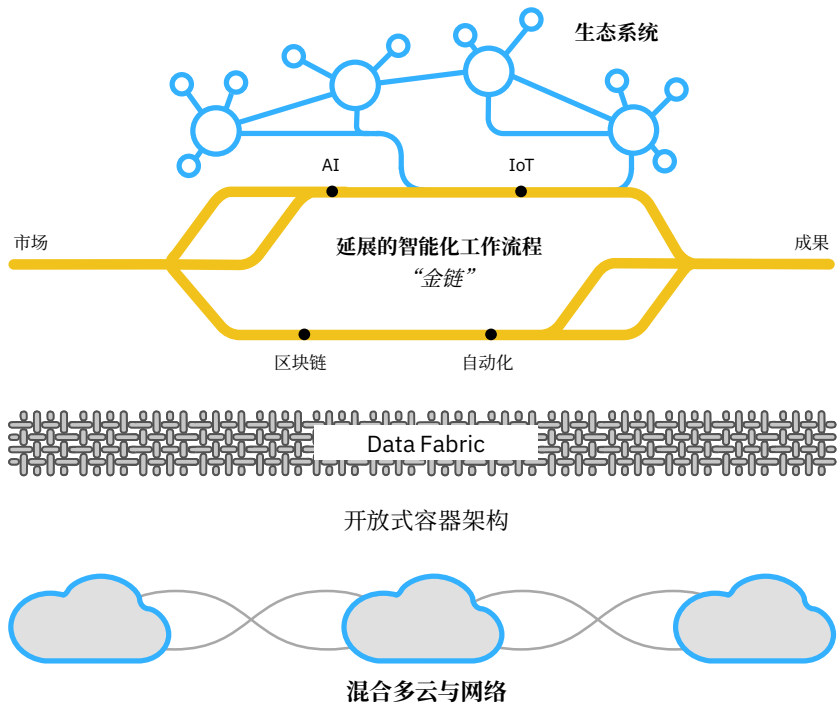 生态系统
AI
IoT
市场
延展的智能化工作流程
成果
“金链”
区块链
自动化
Data Fabric
开放式容器架构
混合多云与网络